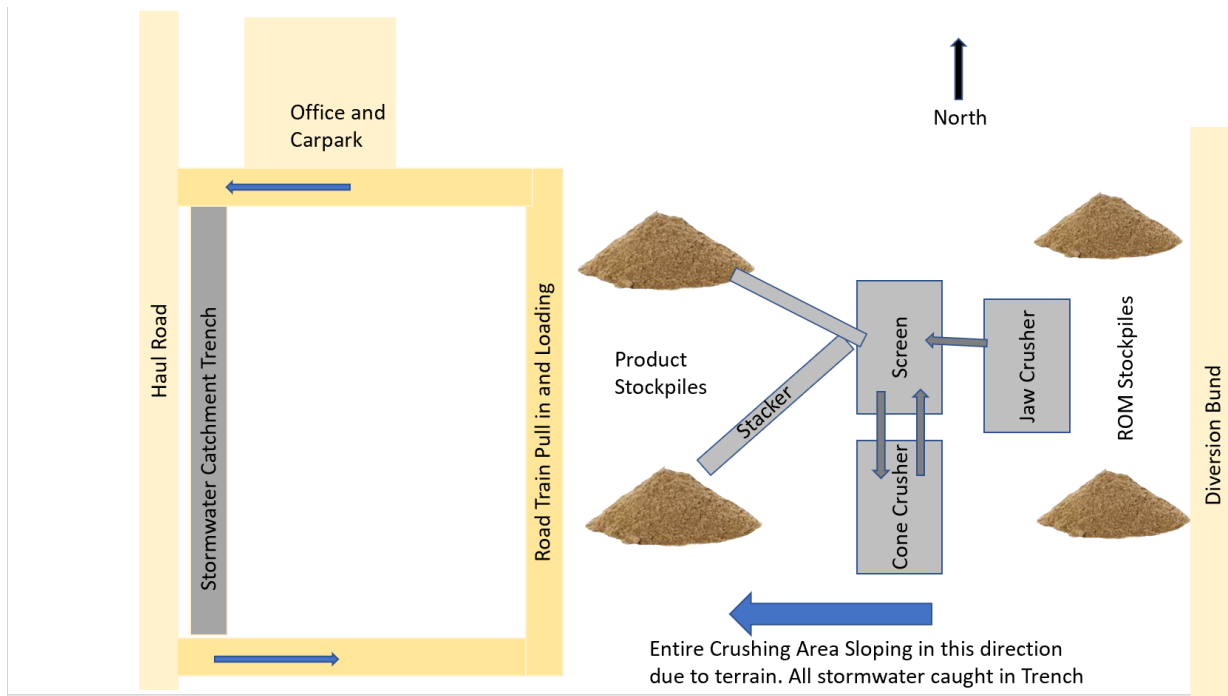 Office and
Carpark
North
Haul Road
Stormwater Catchment Trench
Road Train Pull in and Loading
Product
Stockpiles
Stacker
Screen
Cone Crusher
Jaw Crusher
ROM Stockpiles
Diversion Bund
Entire Crushing Area Sloping in this direction
due to terrain. All stormwater caught in Trench